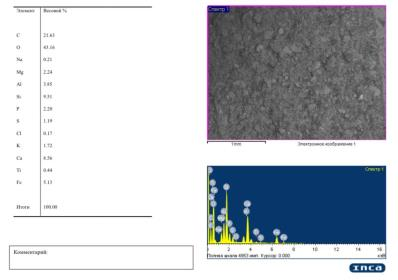 Элемент Весовой %
C 21.63
O 43.16
Na 0.21
Mg 2.24
Al 3.85
Si 9.31
P 2.20
S 1.19
Cl 0.17
K 1.72
Ca 8.56
Ti 0.44
Fe 5.13
Итоги 100.00
Комментарий:
Спектр 1
1mm Электронное изображение 1
Спектр 1
0 2 4 6 8 10 12 14 16
Полная шкала 6953 имп. Курсор: 0.000 кэВ
INCA